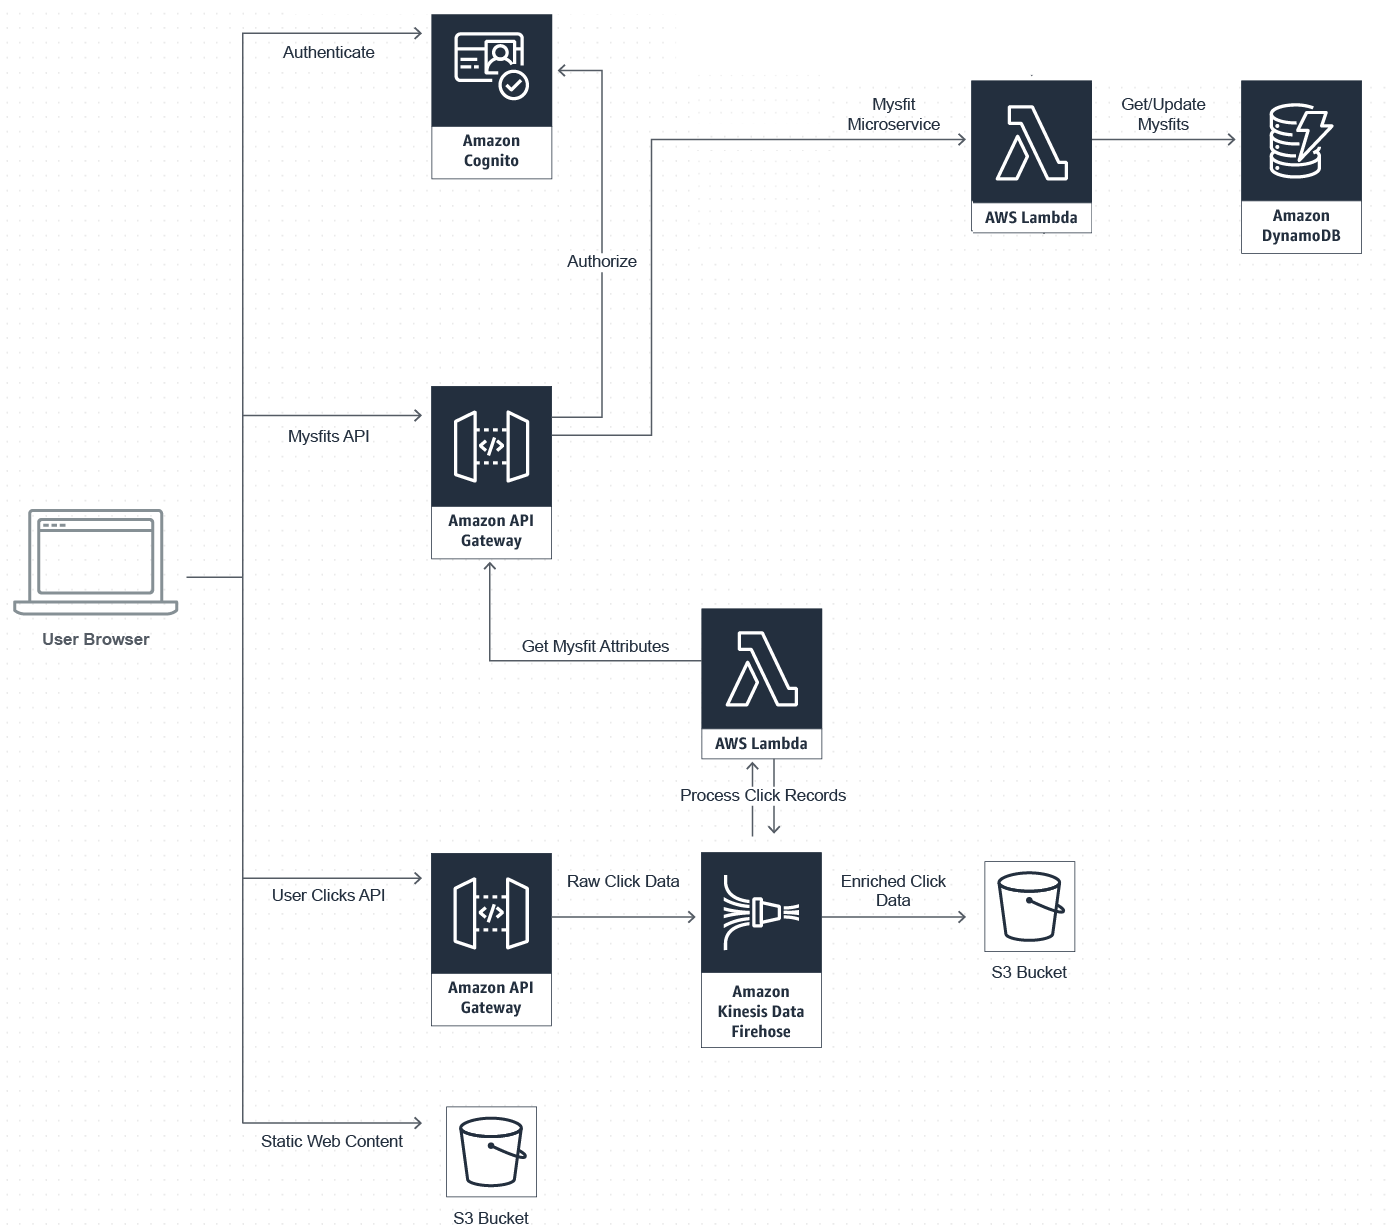 Authenticate
Amazon
Cognito
Mysfit
Microservice
Get/Update
Mysfits
AWS Lambda
Amazon
DynamoDB
Authorize
Mysfits API
Amazon API
Gateway
User Browser
Get Mysfit Attributes
AWS Lambda
Process Click Records
User Clicks API
Raw Click Data
Enriched Click
Data
Amazon API
Gateway
Amazon
Kinesis Data
Firehose
S3 Bucket
Static Web Content
S3 Bucket